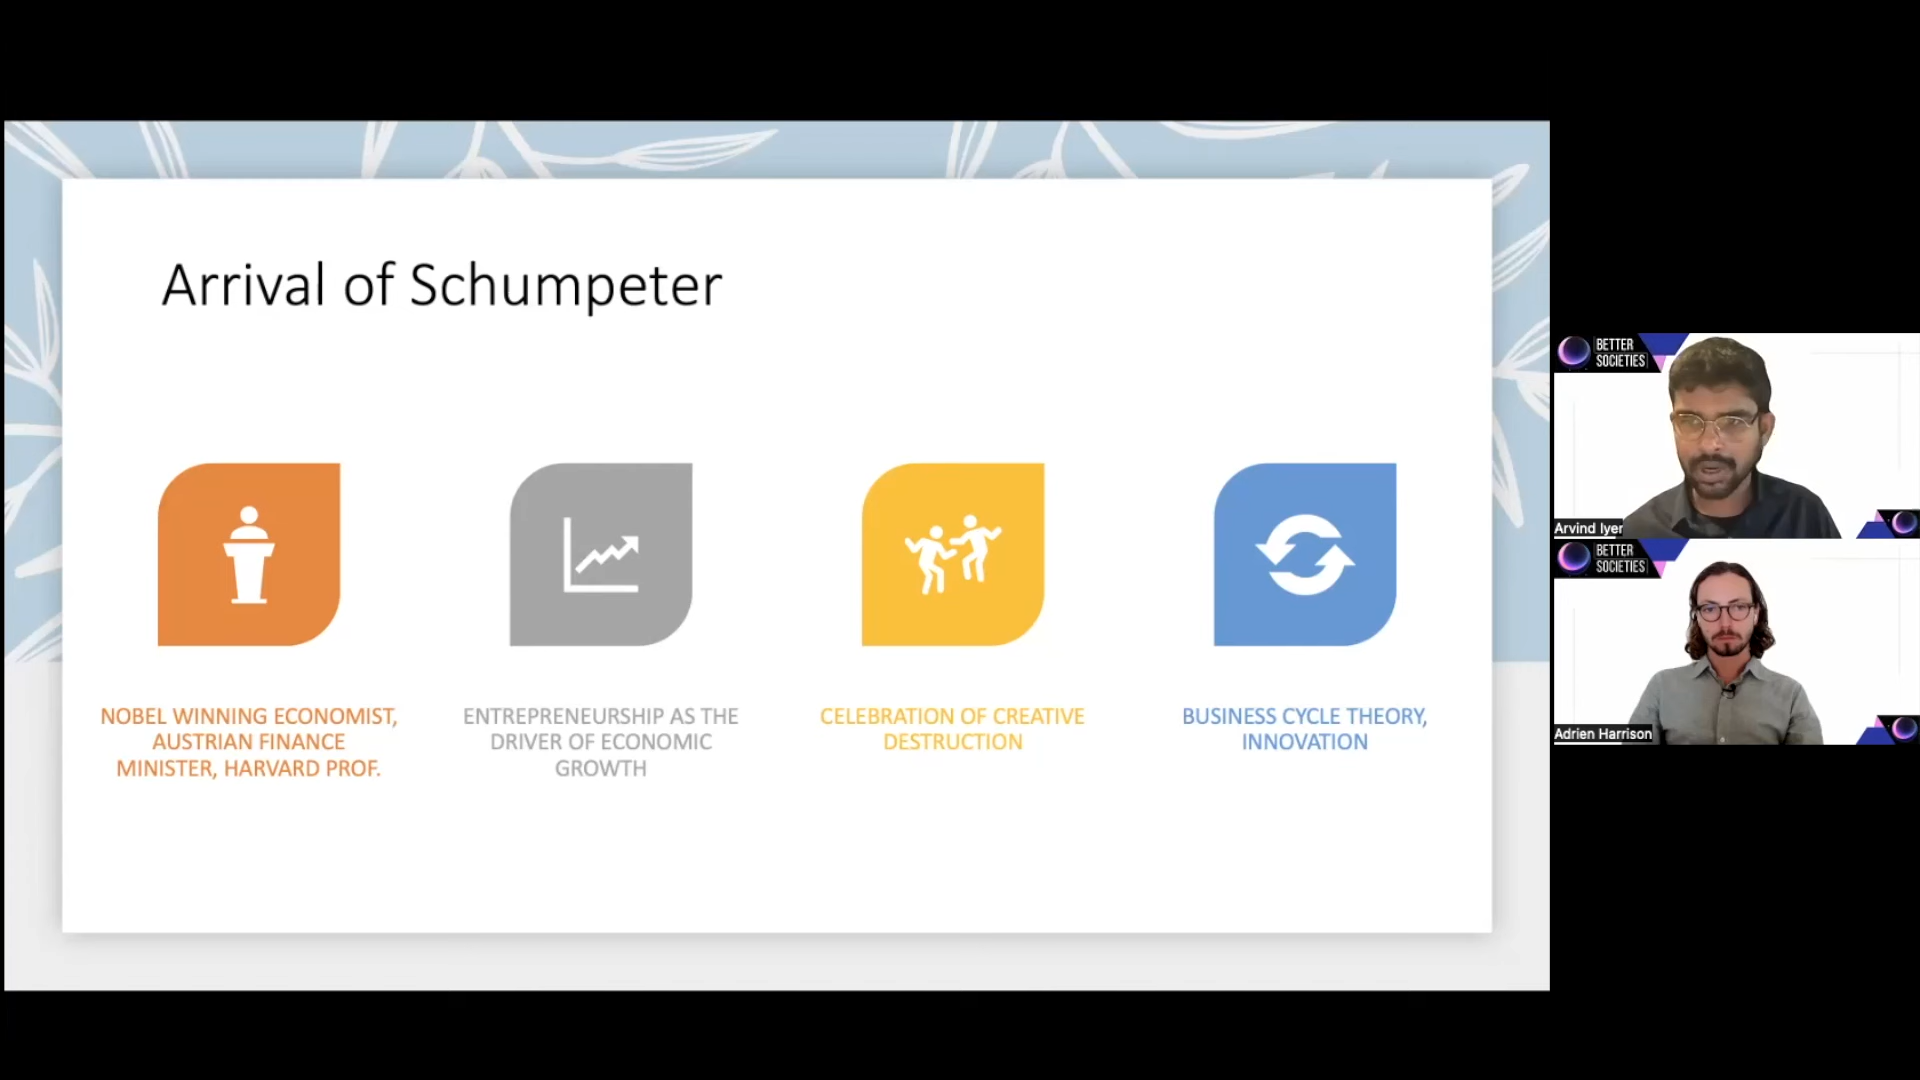 Arrival of Schumpeter
NOBEL WINNING ECONOMIST,
AUSTRIAN FINANCE
MINISTER, HARVARD PROF.
ENTREPRENEURSHIP AS THE
DRIVER OF ECONOMIC
GROWTH
CELEBRATION OF CREATIVE
DESTRUCTION
BUSINESS CYCLE THEORY,
INNOVATION
BETTER
SOCIETIES
Arvind Iyer
BETTER
SOCIETIES
Adrien Harrison